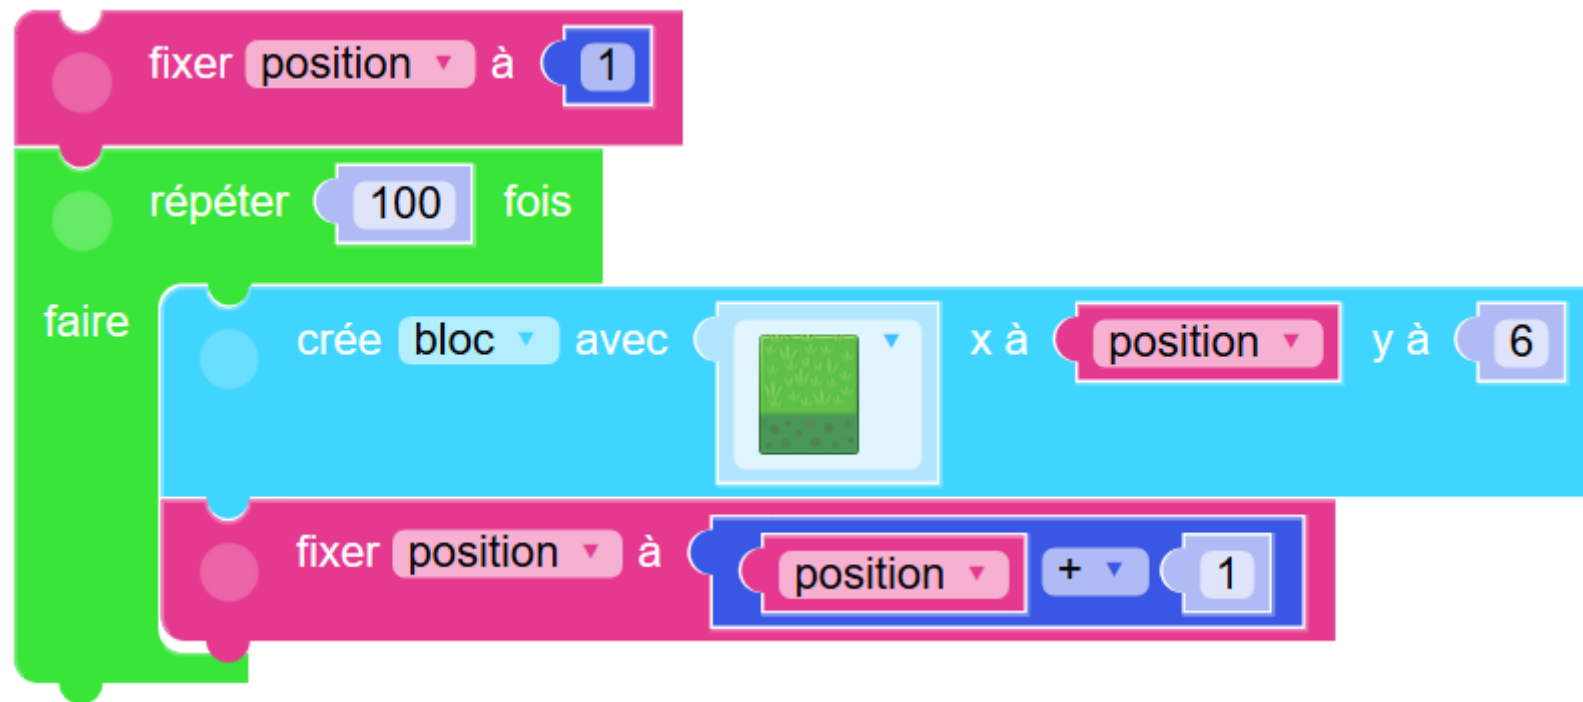 fixer position à 1
répéter 100 fois
faire
crée bloc avec x à position y à 6
fixer position à position + 1